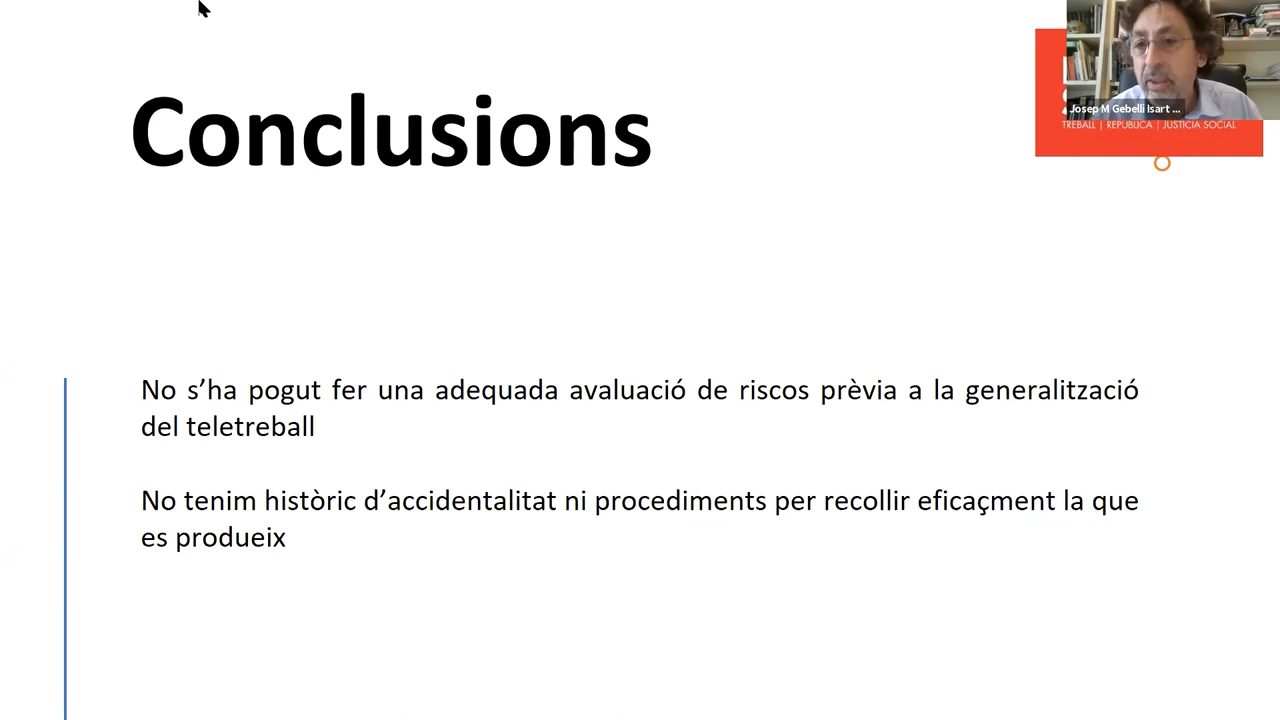 Conclusions
Josep M Gebelli Isart ...
TREBALL | REPÚBLICA | JUSTÍCIA SOCIAL
No s’ha pogut fer una adequada avaluació de riscos prèvia a la generalització
del teletreball
No tenim històric d’accidentalitat ni procediments per recollir eficaçment la que
es produeix